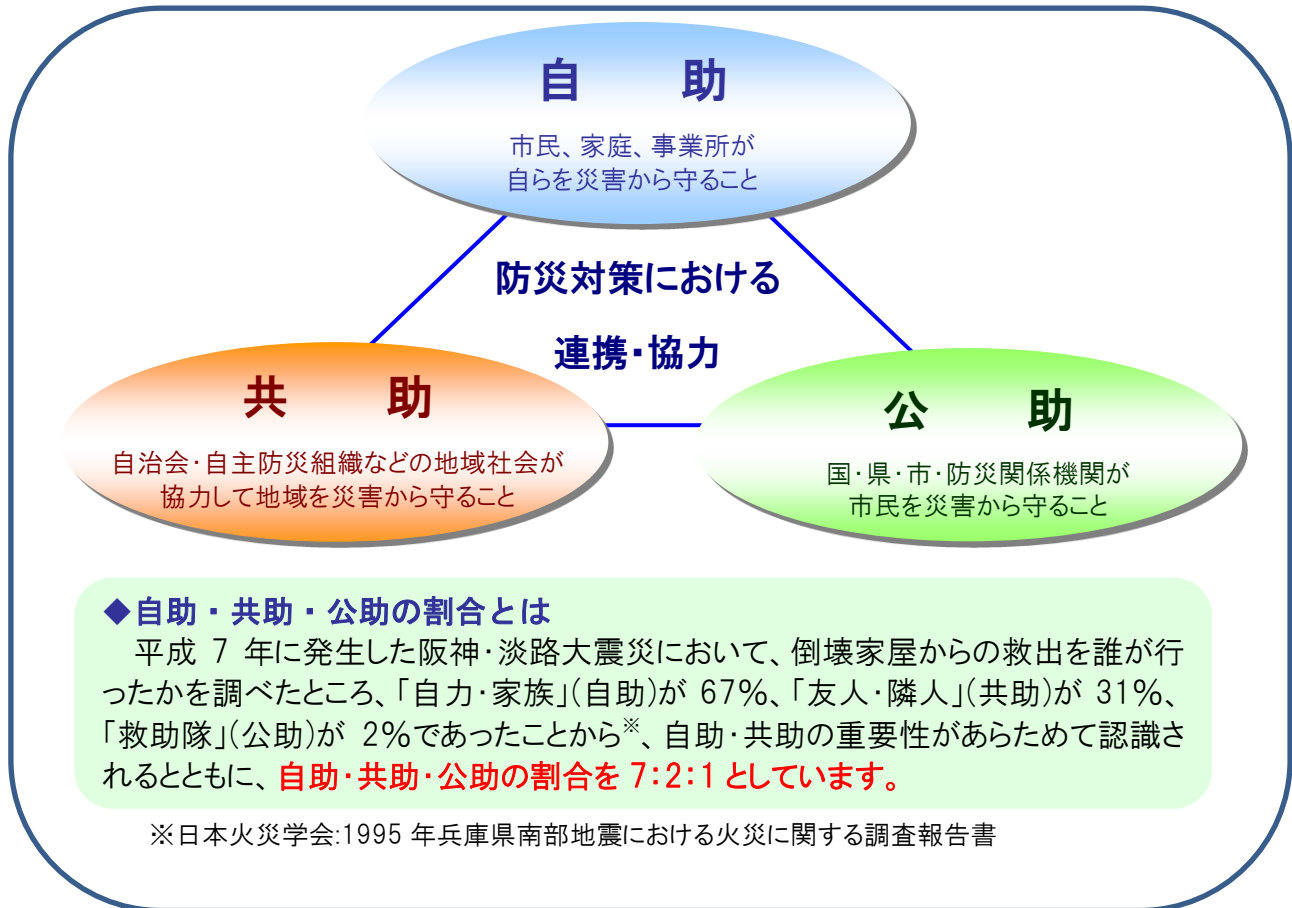 自　助
市民、家庭、事業所が
自らを災害から守ること
防災対策における
連携・協力
共　助
自治会・自主防災組織などの地域社会が
協力して地域を災害から守ること
公　助
国・県・市・防災関係機関が
市民を災害から守ること
◆自助・共助・公助の割合とは
平成 7 年に発生した阪神・淡路大震災において、倒壊家屋からの救出を誰が行
ったかを調べたところ、「自力・家族」(自助)が 67%、「友人・隣人」(共助)が 31%、
「救助隊」(公助)が 2%であったことから※、自助・共助の重要性があらためて認識さ
れるとともに、自助・共助・公助の割合を 7:2:1 としています。
※日本火災学会:1995 年兵庫県南部地震における火災に関する調査報告書